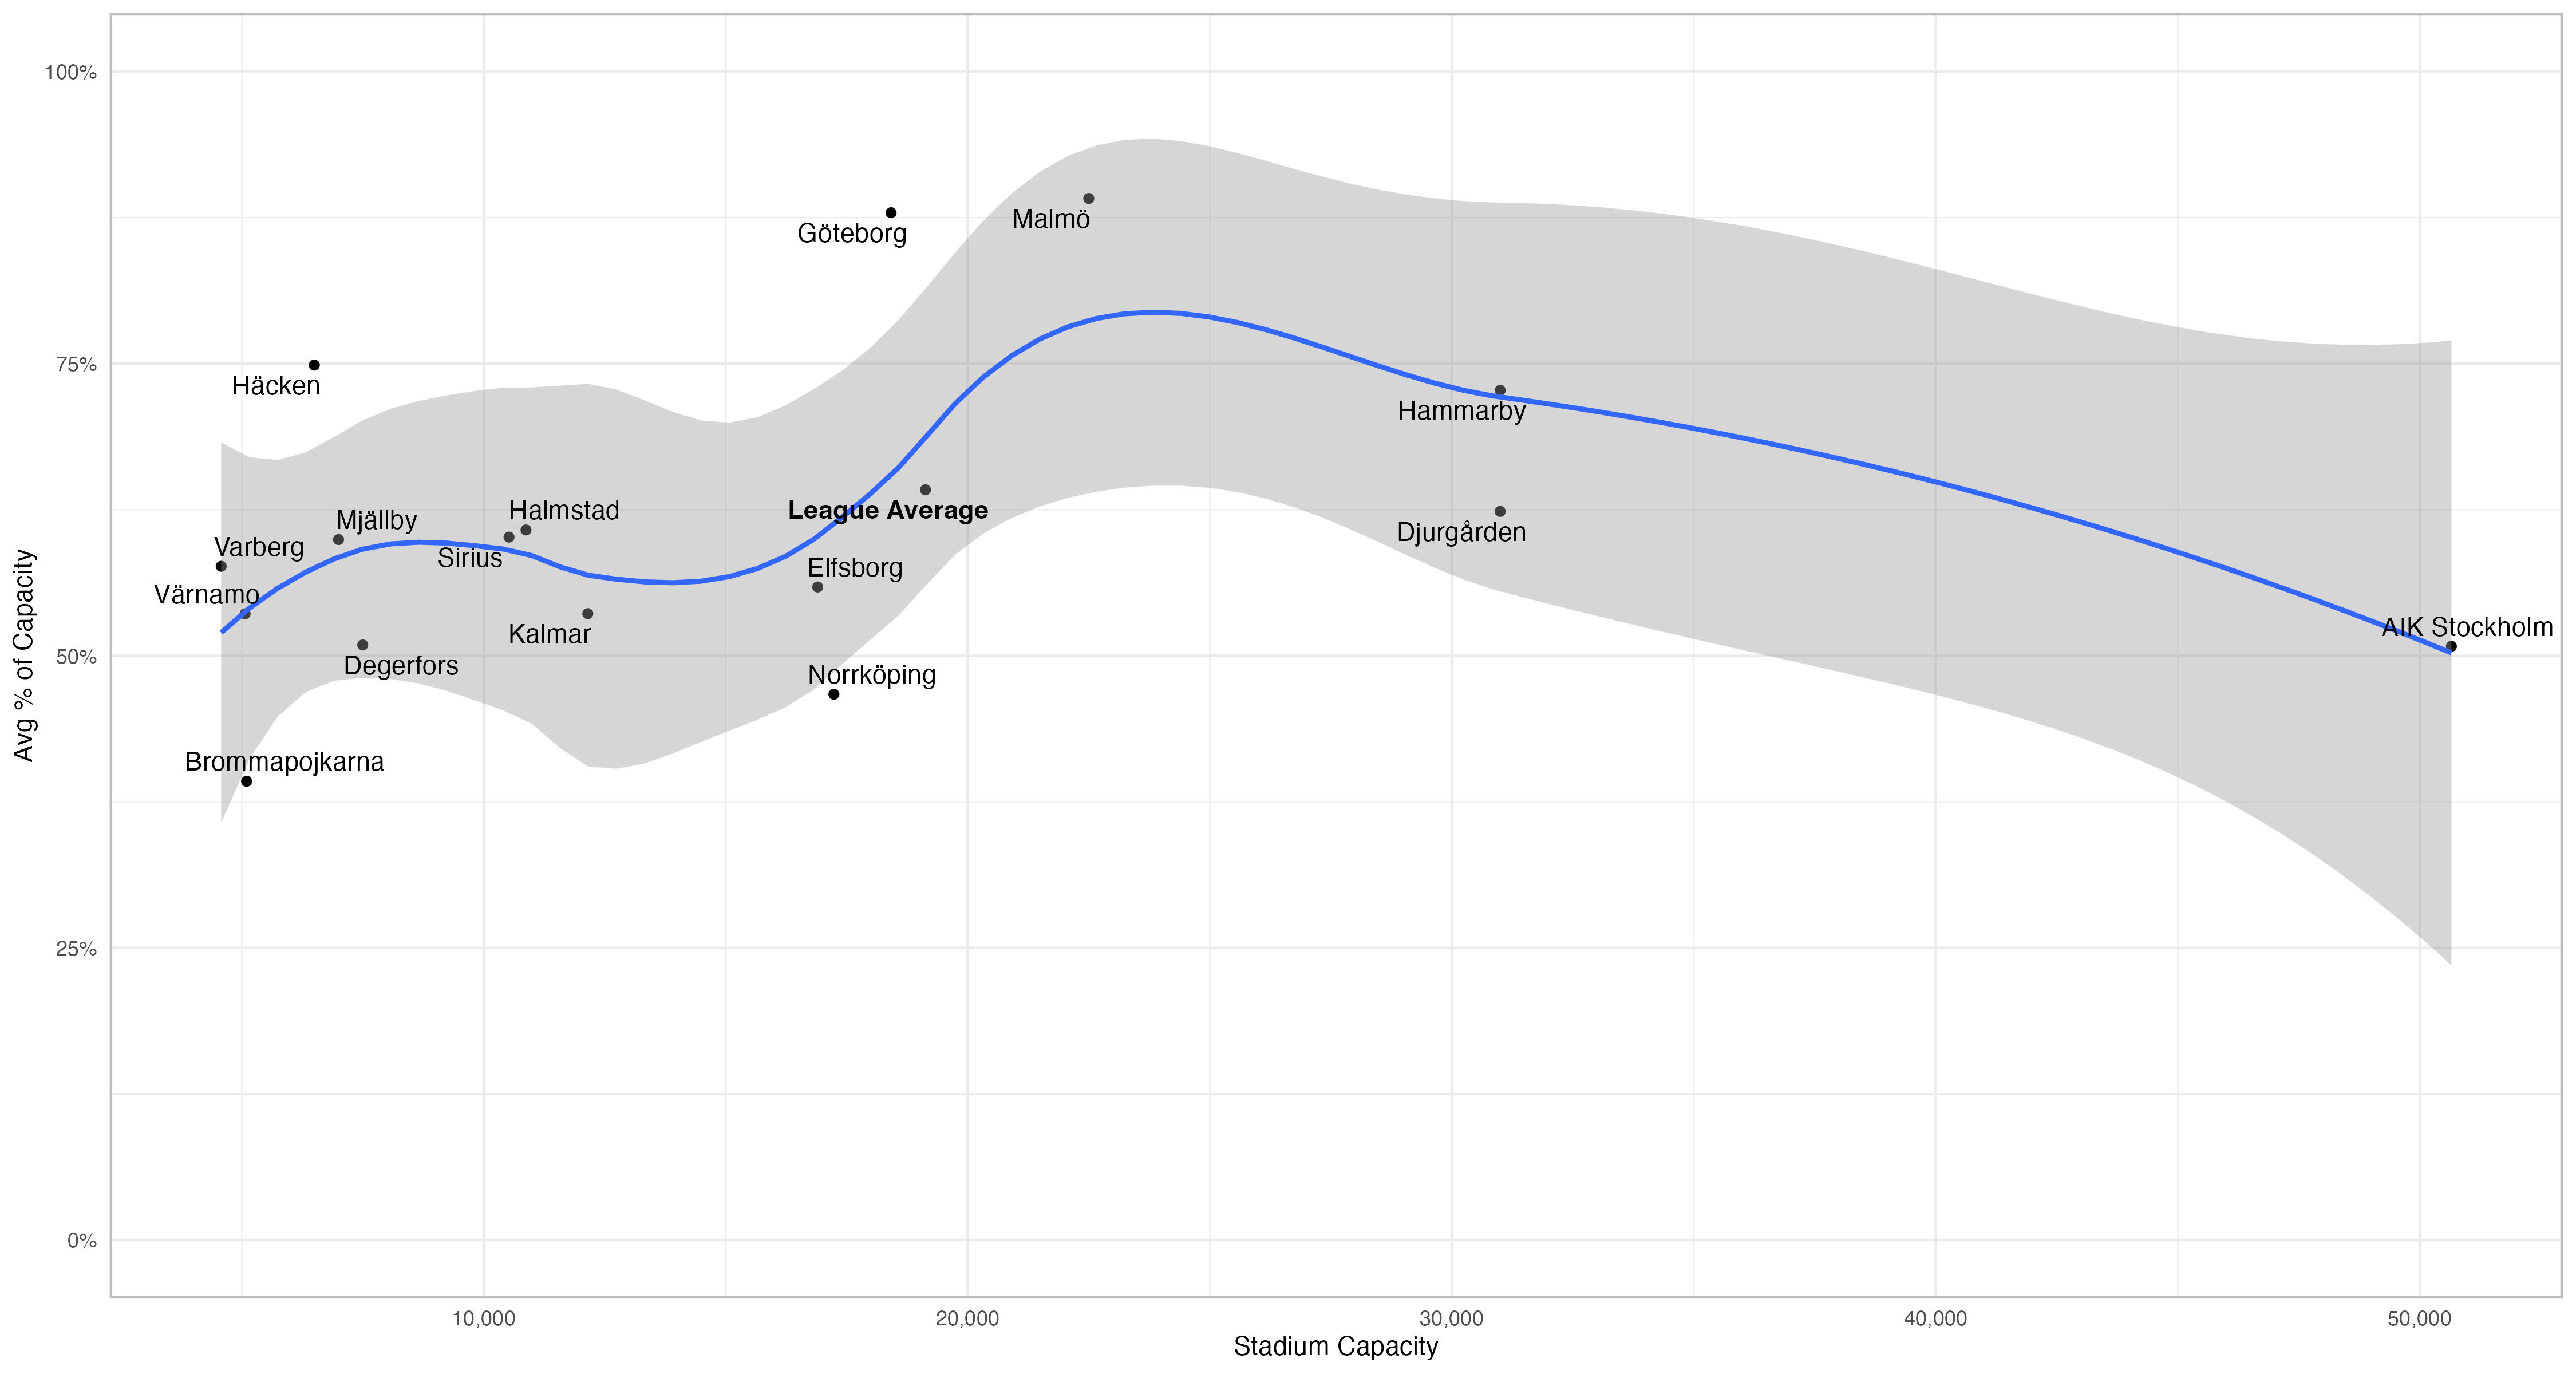 100%
Göteborg
Malmö
75%
Häcken
Hammarby
Mjällby
Halmstad
League Average
Varberg
Sirius
Djurgården
Värnamo
Elfsborg
Kalmar
AIK Stockholm
50%
Degerfors
Norrköping
Brommapojkarna
25%
0%
Avg % of Capacity
10,000
20,000
30,000
40,000
50,000
Stadium Capacity